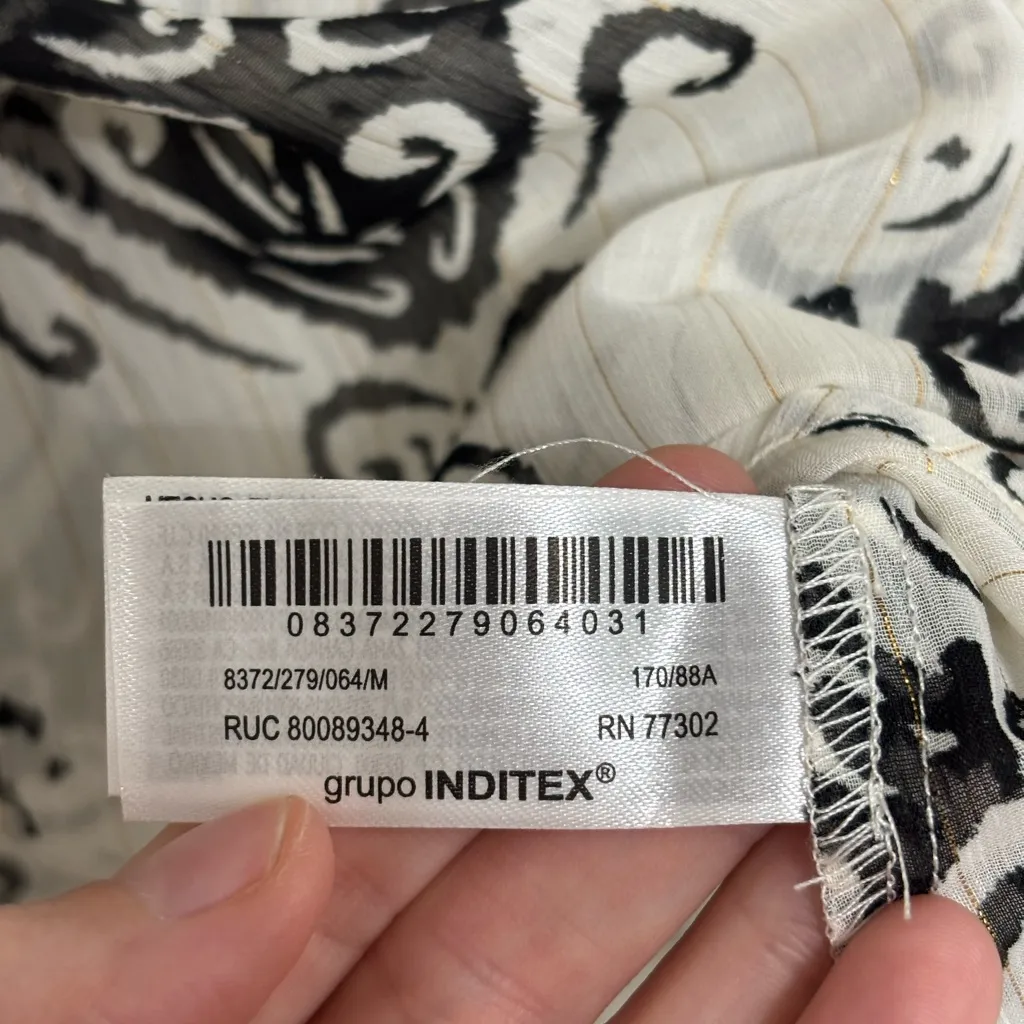 08372279064031
8372/279/064/M 170/88A
RUC 80089348-4 RN 77302
grupo INDITEX®